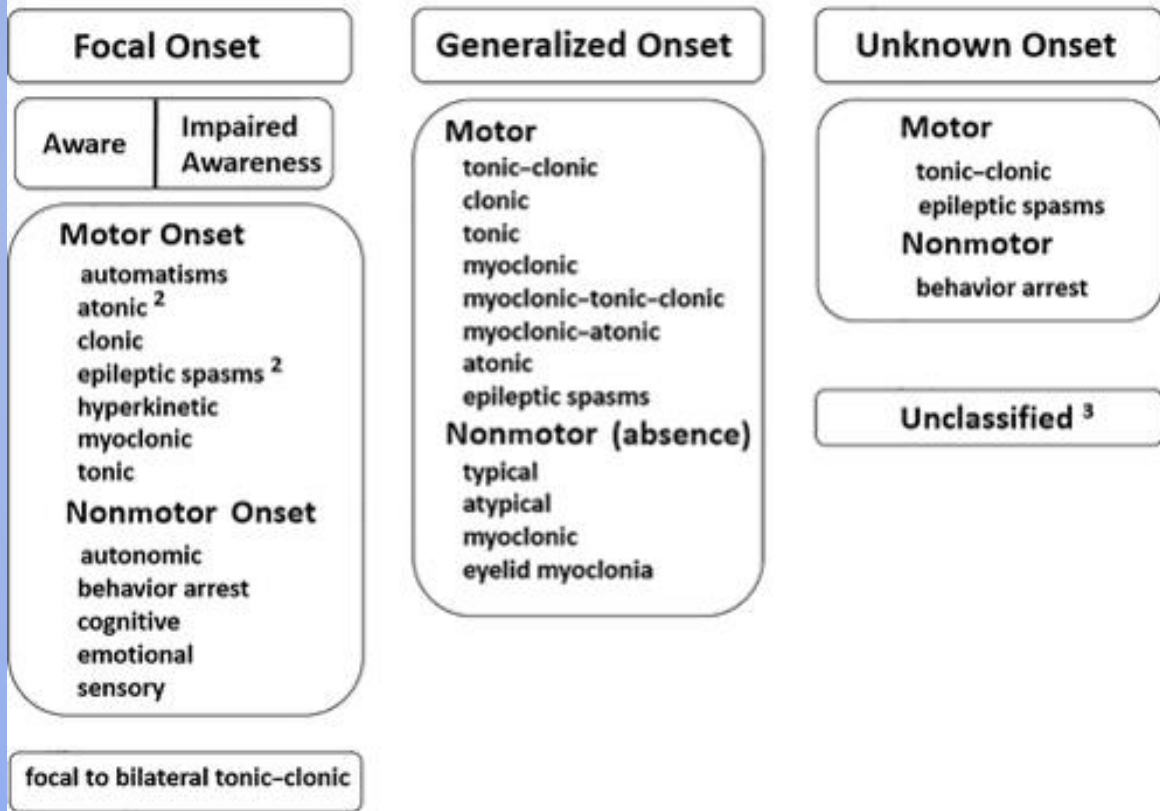 Focal Onset
Aware
Impaired
Awareness
Motor Onset
automatisms
atonic ²
clonic
epileptic spasms ²
hyperkinetic
myoclonic
tonic
Nonmotor Onset
autonomic
behavior arrest
cognitive
emotional
sensory
focal to bilateral tonic–clonic
Generalized Onset
Motor
tonic–clonic
clonic
tonic
myoclonic
myoclonic–tonic–clonic
myoclonic–atonic
atonic
epileptic spasms
Nonmotor (absence)
typical
atypical
myoclonic
eyelid myoclonia
Unknown Onset
Motor
tonic–clonic
epileptic spasms
Nonmotor
behavior arrest
Unclassified ³